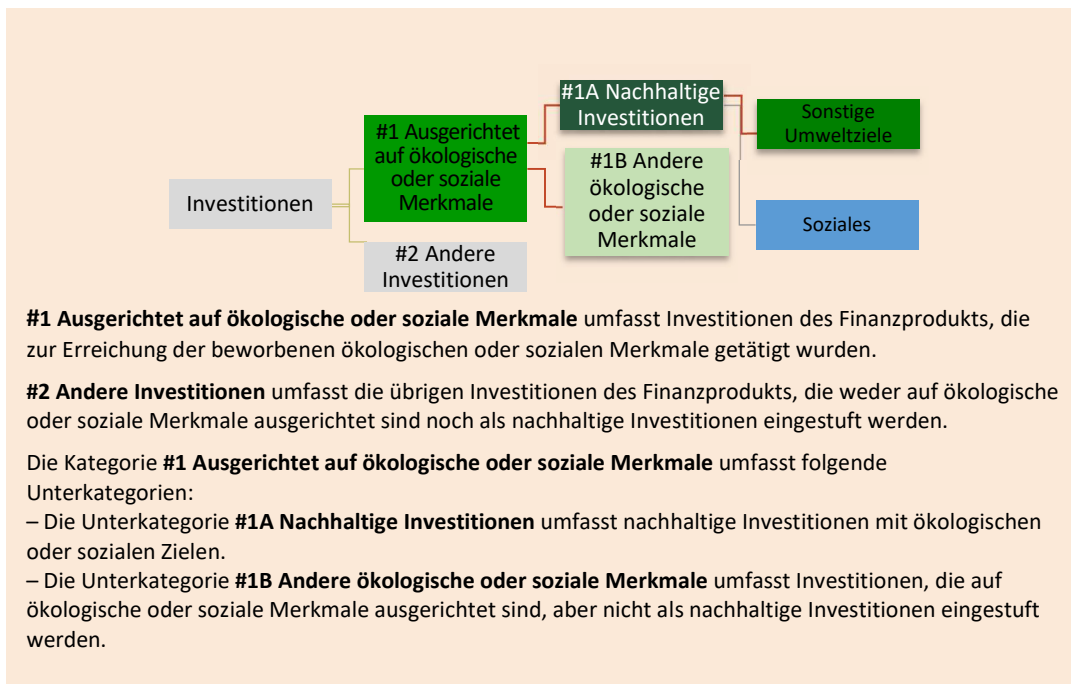 #1A Nachhaltige
Investitionen
Sonstige
Umweltziele
#1 Ausgerichtet
auf ökologische
oder soziale
Merkmale
#1B Andere
ökologische
oder soziale
Merkmale
Investitionen
Soziales
#2 Andere
Investitionen
#1 Ausgerichtet auf ökologische oder soziale Merkmale umfasst Investitionen des Finanzprodukts, die
zur Erreichung der beworbenen ökologischen oder sozialen Merkmale getätigt wurden.
#2 Andere Investitionen umfasst die übrigen Investitionen des Finanzprodukts, die weder auf ökologische
oder soziale Merkmale ausgerichtet sind noch als nachhaltige Investitionen eingestuft werden.
Die Kategorie #1 Ausgerichtet auf ökologische oder soziale Merkmale umfasst folgende
Unterkategorien:
– Die Unterkategorie #1A Nachhaltige Investitionen umfasst nachhaltige Investitionen mit ökologischen
oder sozialen Zielen.
– Die Unterkategorie #1B Andere ökologische oder soziale Merkmale umfasst Investitionen, die auf
ökologische oder soziale Merkmale ausgerichtet sind, aber nicht als nachhaltige Investitionen eingestuft
werden.